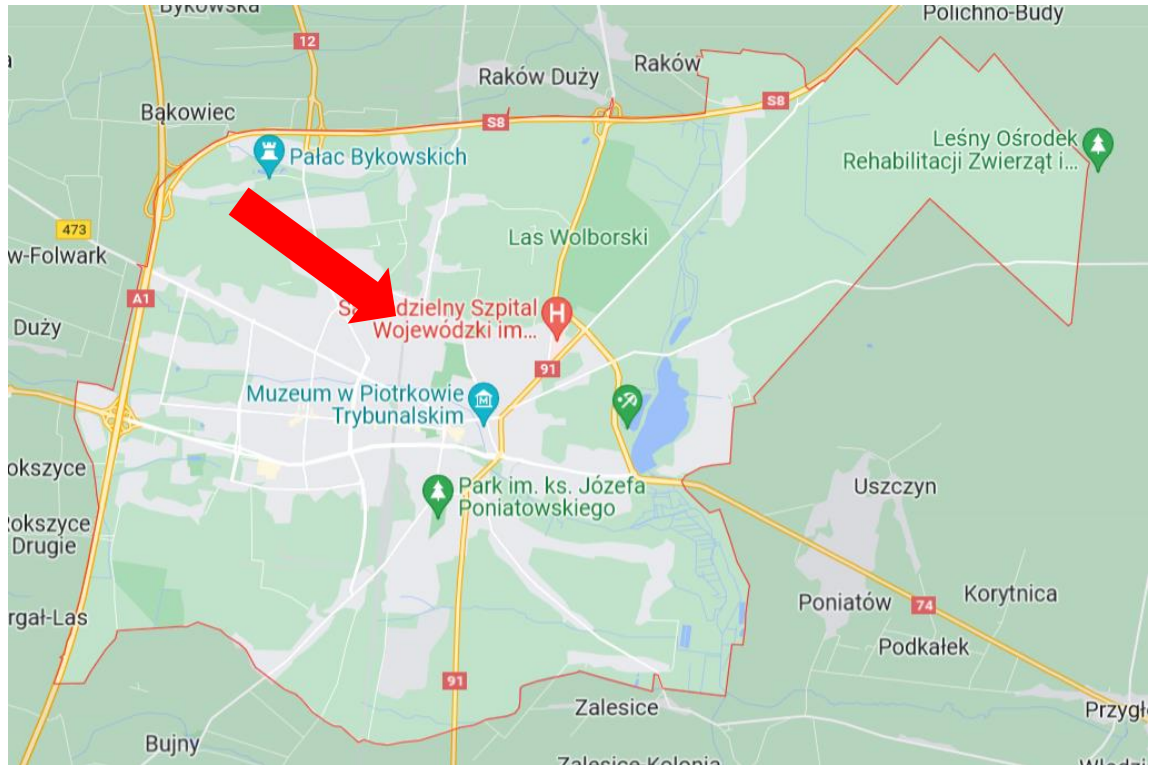 Polichno-Budy
12
Raków Duży
Raków
Bąkowiec
S8
S8
Pałac Bykowskich
Leśny Ośrodek
Rehabilitacji Zwierząt i...
473
w-Folwark
Las Wolborski
A1
Duży
dzielny Szpital
Wojewódzki im...
H
91
Muzeum w Piotrkowie
Trybunalskim
M
okszyce
Park im. ks. Józefa
Poniatowskiego
Uszczyn
okszyce
Drugie
rgał-Las
Poniatów
74
Korytnica
Podkałek
91
Zalesice
Przygł
Bujny